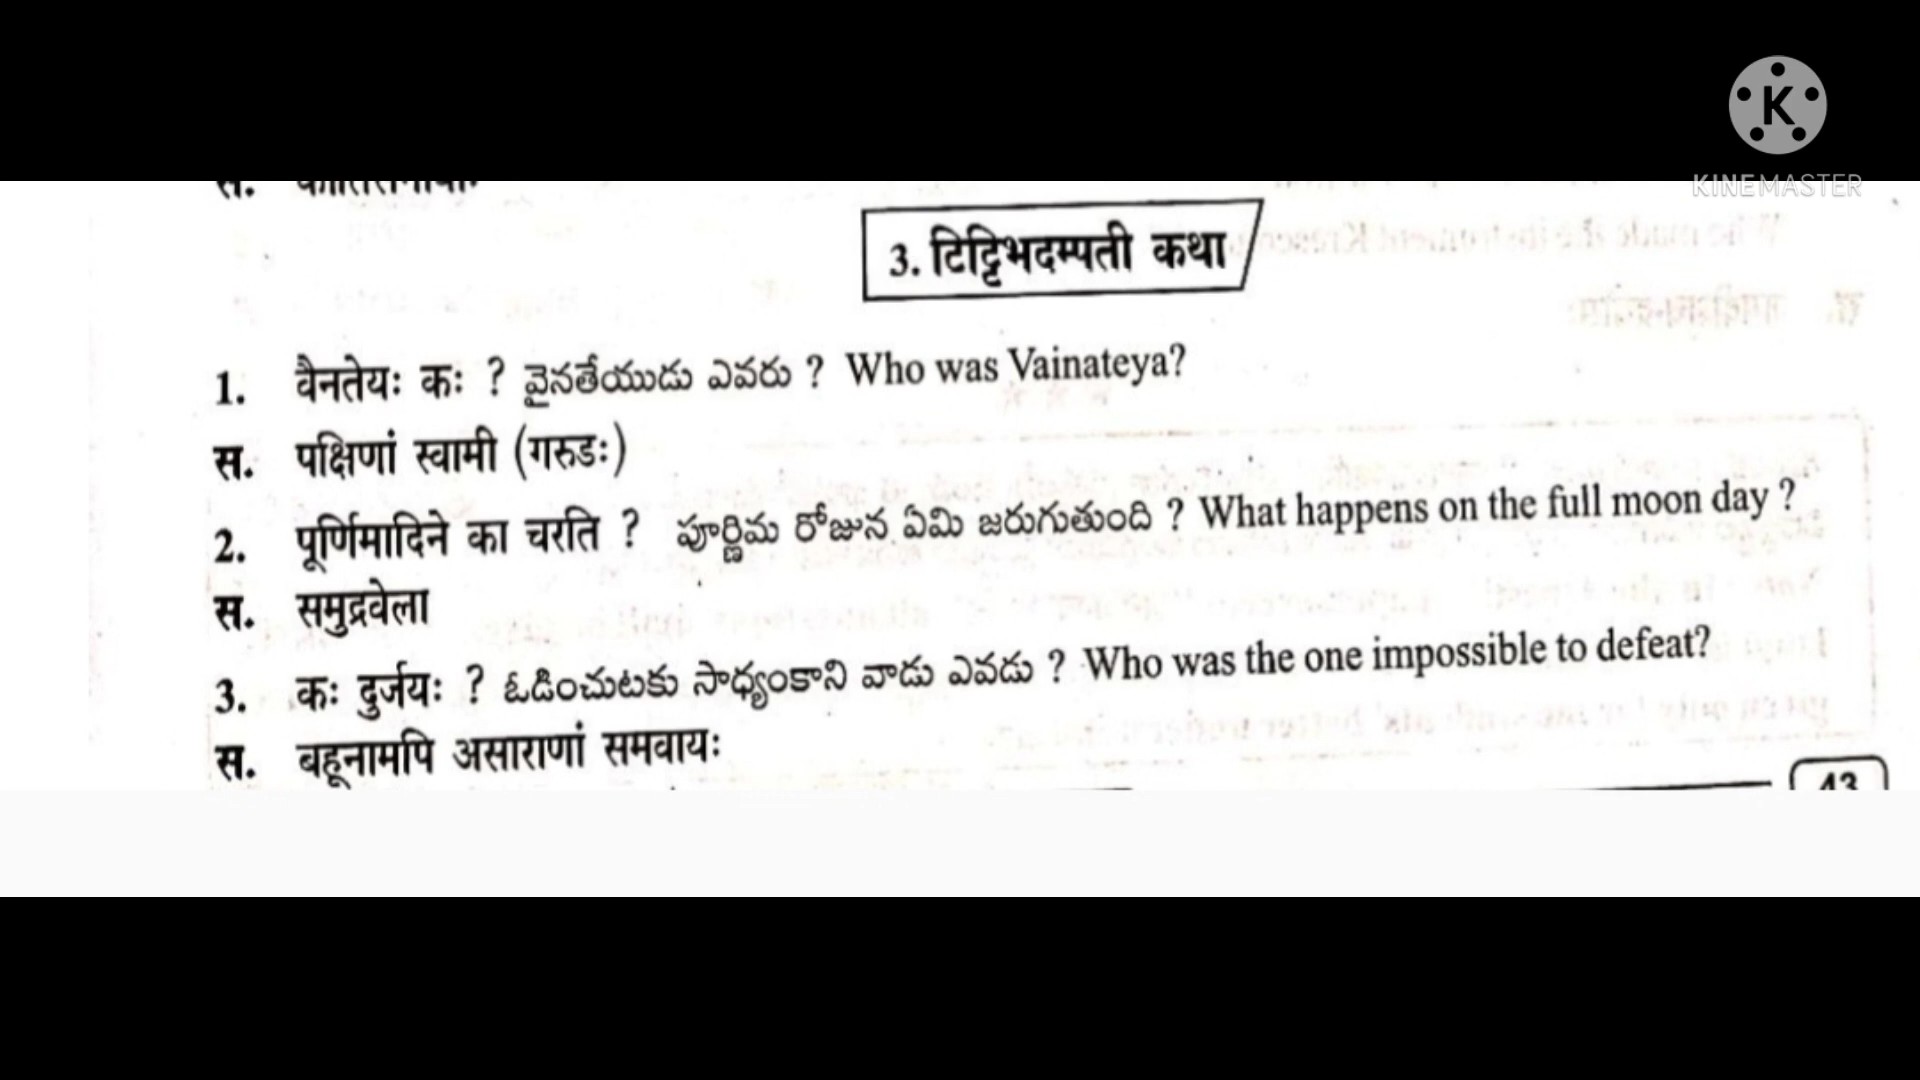 K
KINEMASTER
3. टिट्टिभदम्पती कथा
1. वैनतेयः कः ? వైనతేయుడు ఎవరు ? Who was Vainateya?
स. पक्षिणां स्वामी (गरुडः)
2. पूर्णिमादिने का चरति ? పూర్ణిమ రోజున ఏమి జరుగుతుంది ? What happens on the full moon day ?
स. समुद्रवेला
3. कः दुर्जयः ? ఓడించుటకు సాధ్యంకాని వాడు ఎవడు ? Who was the one impossible to defeat?
स. बहूनामपि असाराणां समवायः
43